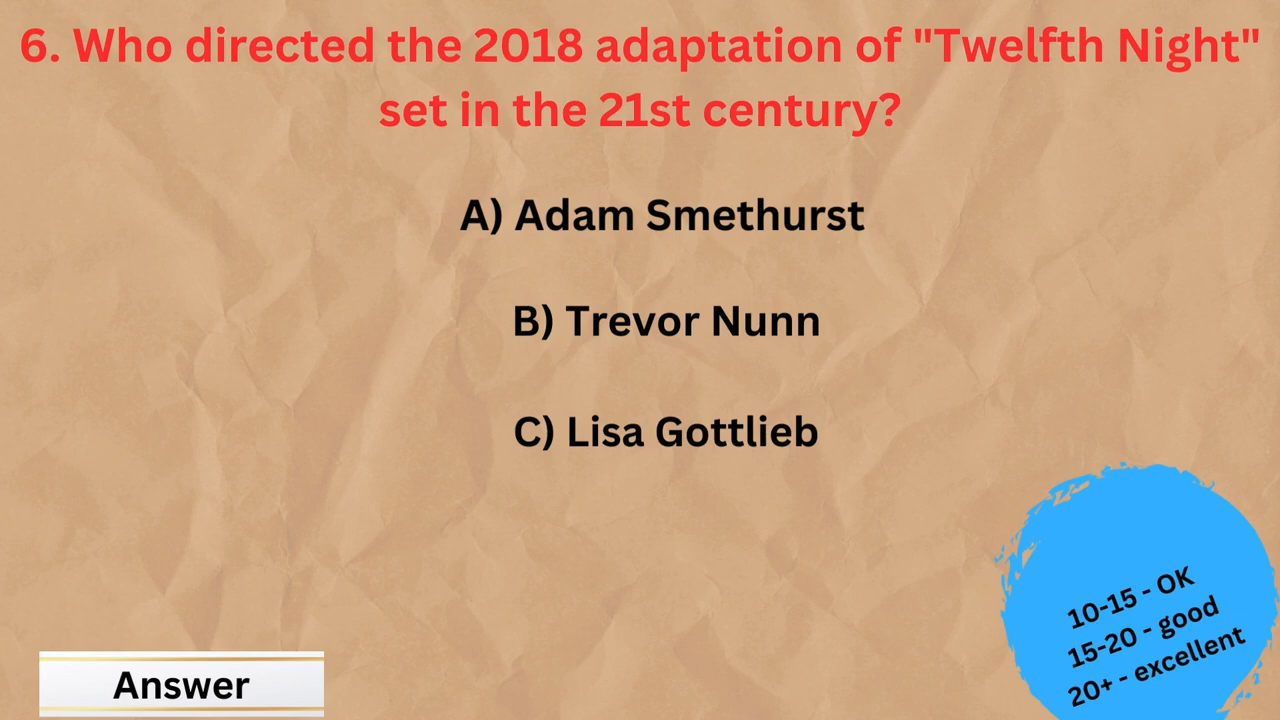 6. Who directed the 2018 adaptation of "Twelfth Night"
set in the 21st century?
A) Adam Smethurst
B) Trevor Nunn
C) Lisa Gottlieb
10-15 - OK
15-20 - good
20+ - excellent
Answer